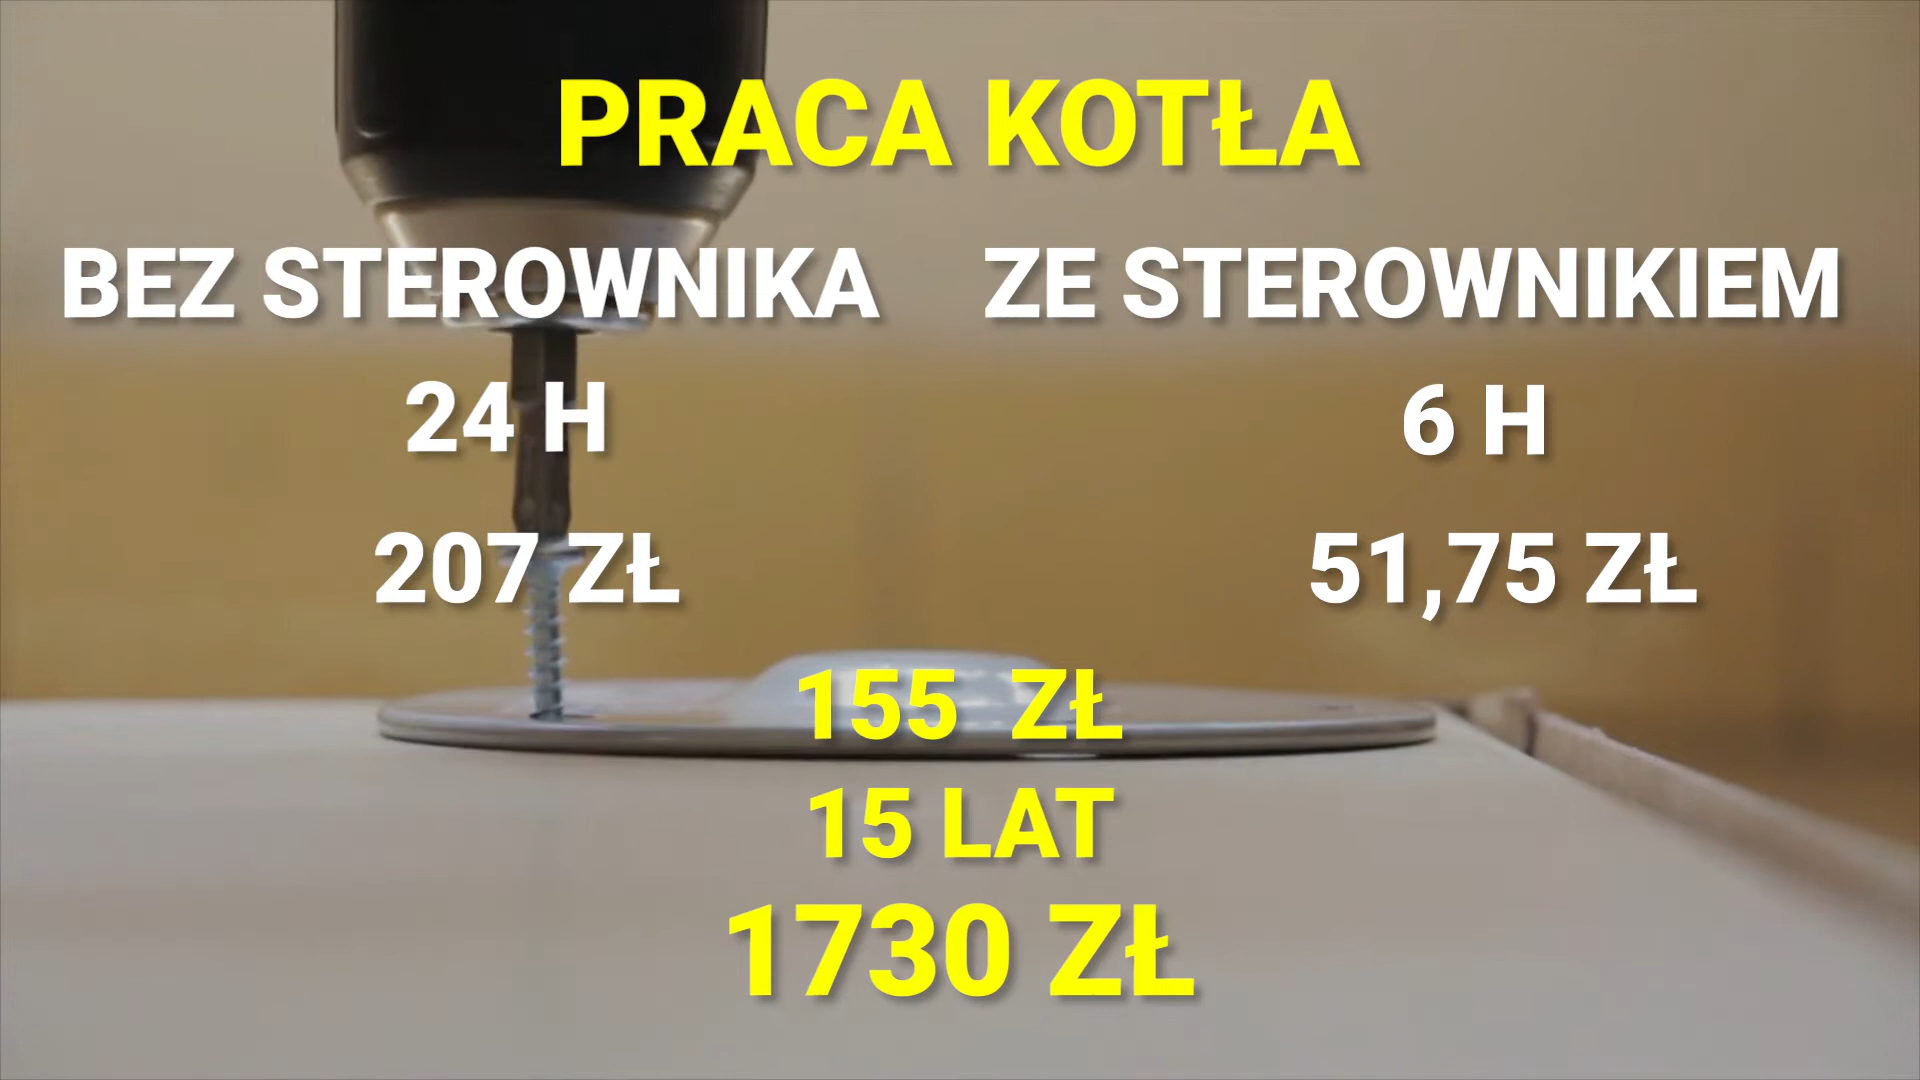 PRACA KOTŁA
BEZ STEROWNIKA ZE STEROWNIKIEM
24 H 6 H
207 ZŁ 51,75 ZŁ
155 ZŁ
15 LAT
1730 ZŁ